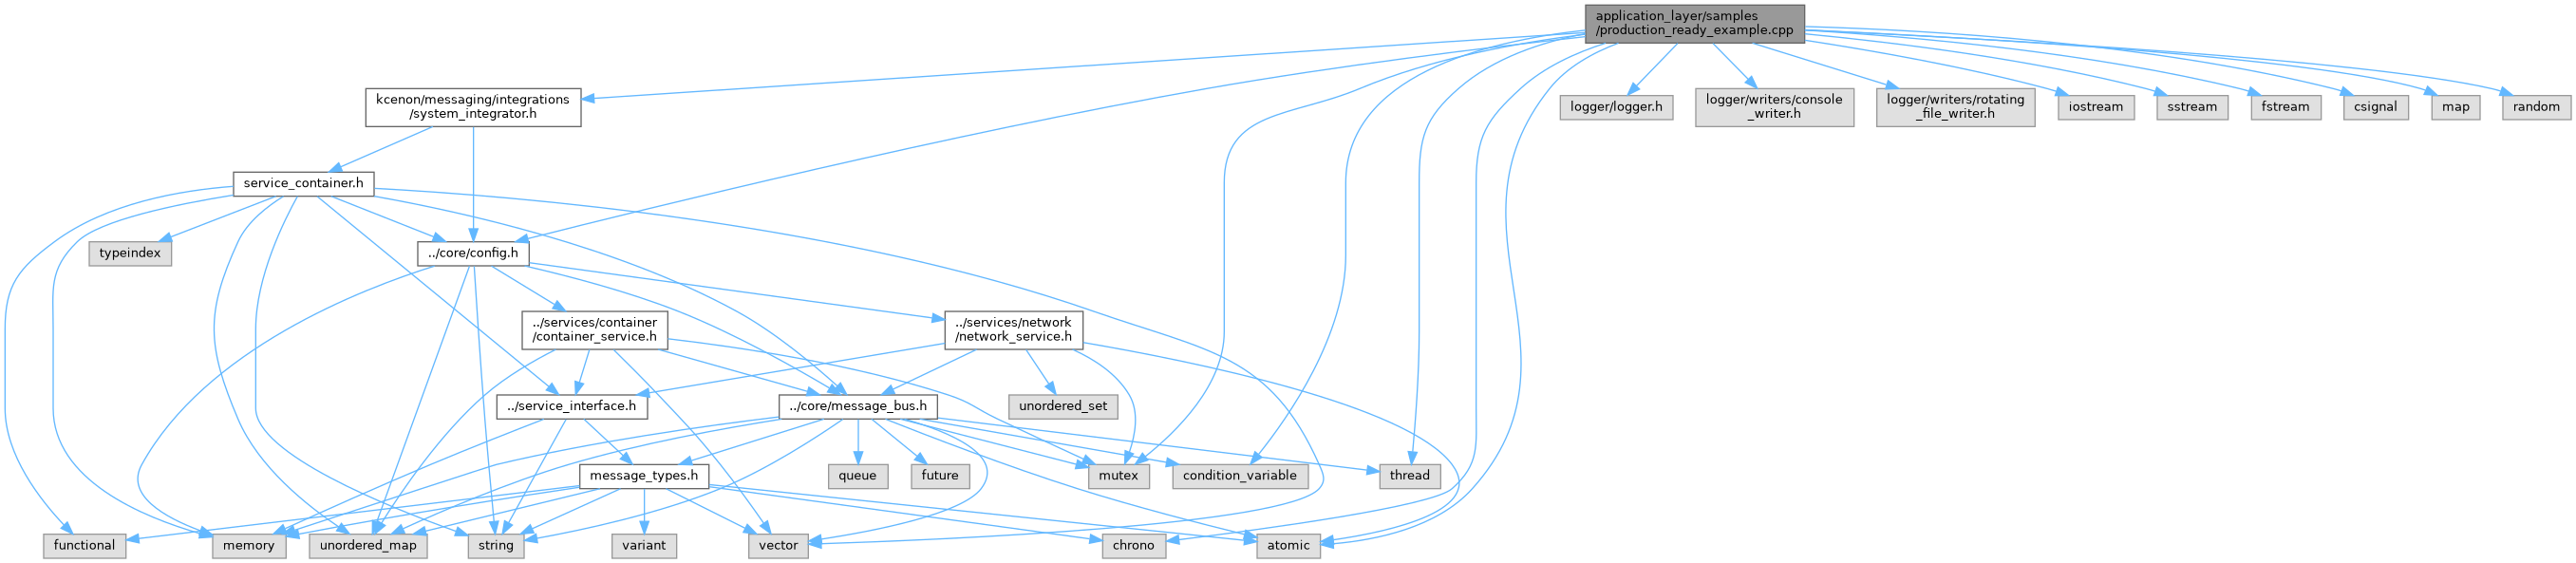 application_layer/samples
/production_ready_example.cpp
kcenon/messaging/integrations
/system_integrator.h
logger/logger.h
logger/writers/console
_writer.h
logger/writers/rotating
_file_writer.h
iostream
sstream
fstream
csignal
map
random
service_container.h
typeindex
../core/config.h
../services/container
/container_service.h
../services/network
/network_service.h
../service_interface.h
../core/message_bus.h
unordered_set
message_types.h
queue
future
mutex
condition_variable
thread
functional
memory
unordered_map
string
variant
vector
chrono
atomic